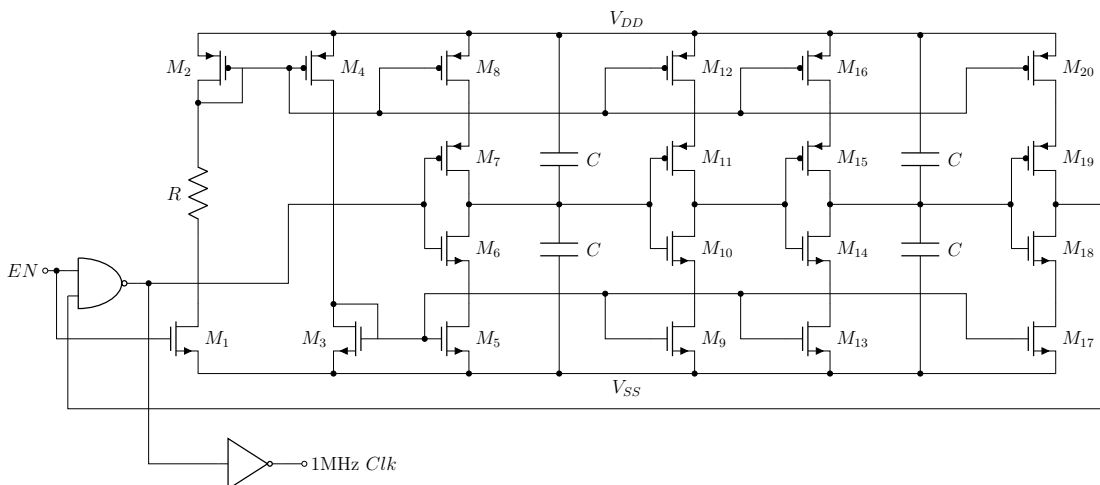 V_DD
M_2 M_4 M_8 M_12 M_16 M_20
M_7 C M_11 M_15 C M_19
R
M_6 C M_10 M_14 C M_18
EN
M_1 M_3 M_5 M_9 M_13 M_17
V_SS
1MHz Clk